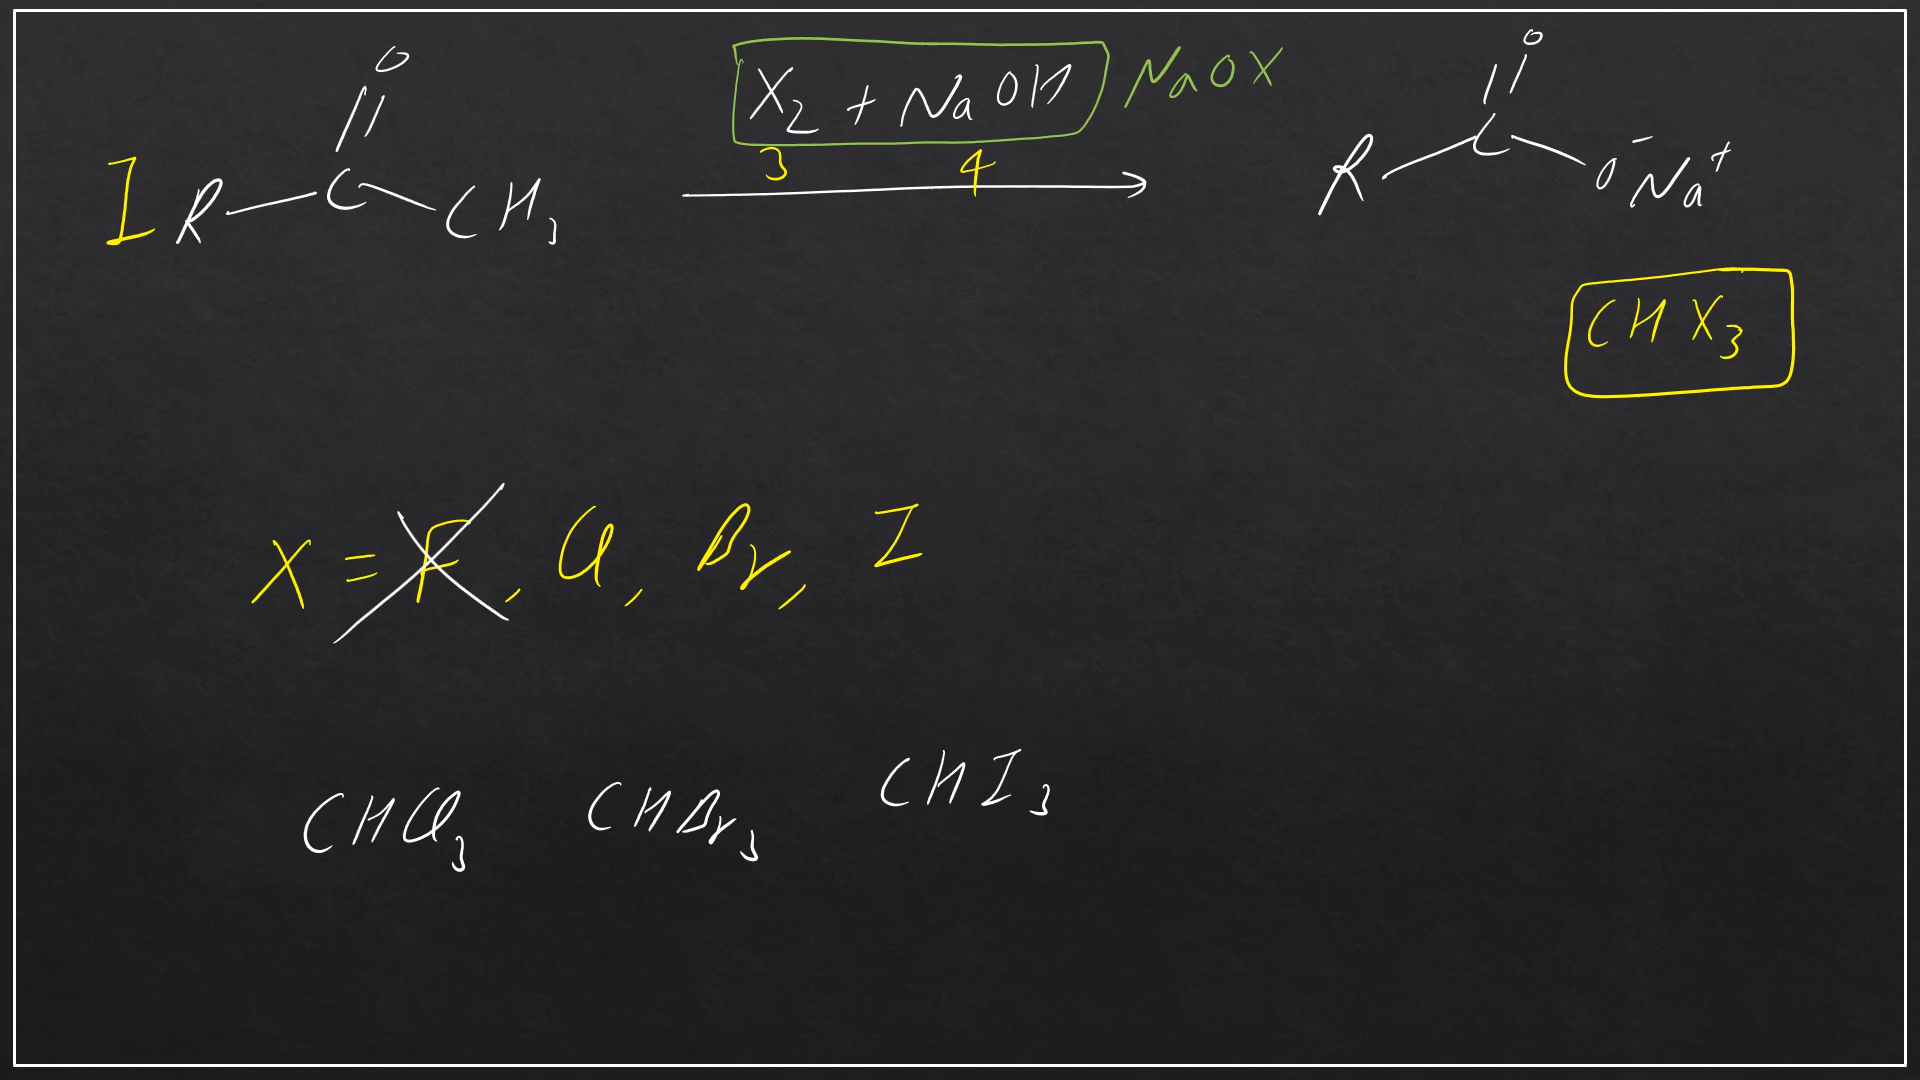 O X₂ + NaOH NaOX O
3 4
I R C CH₃ R C O⁻Na⁺
CHX₃
X = F, Cl, Br, I
CHCl₃ CHBr₃ CHI₃